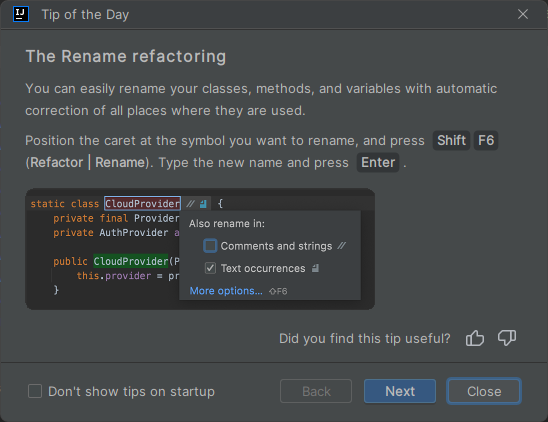 IJ Tip of the Day
The Rename refactoring
You can easily rename your classes, methods, and variables with automatic
correction of all places where they are used.
Position the caret at the symbol you want to rename, and press Shift F6
(Refactor | Rename). Type the new name and press Enter .
static class CloudProvider // {
private final Provider
private AuthProvider a
public CloudProvider(P
this.provider = pr
}
Also rename in:
Comments and strings //
Text occurrences
More options... ⇧F6
Did you find this tip useful?
Don't show tips on startup
Back
Next
Close